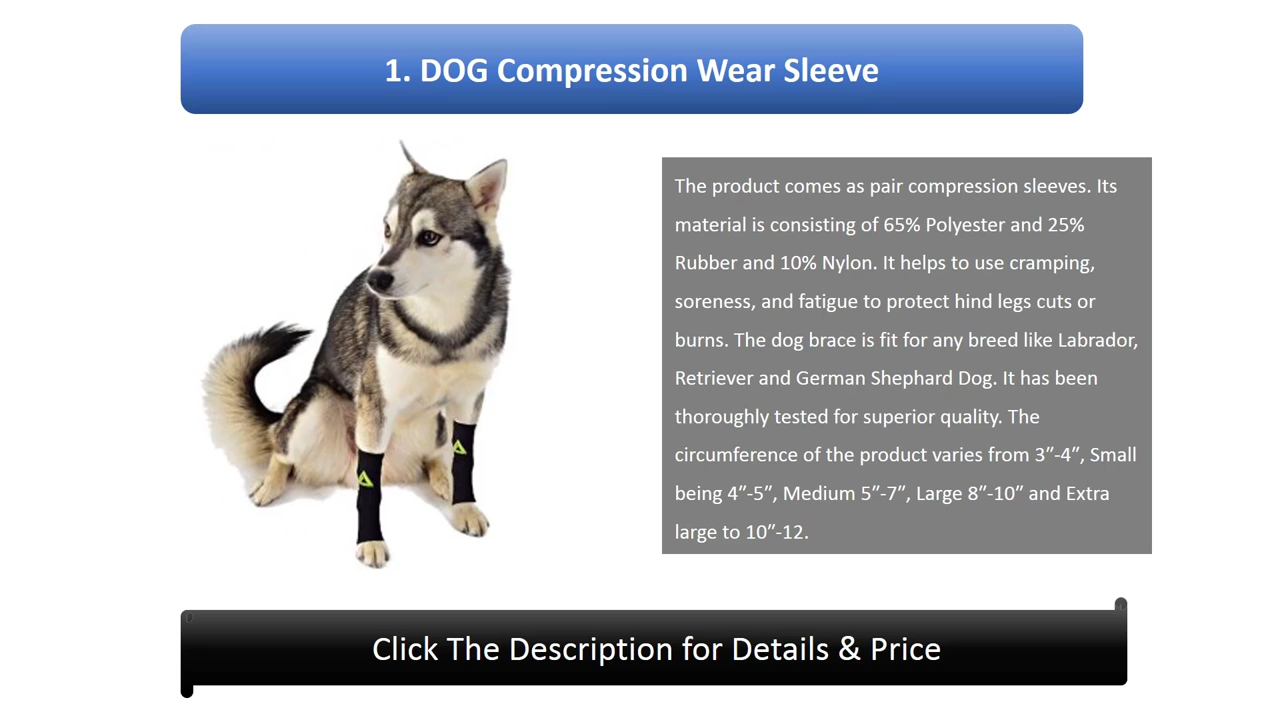 1. DOG Compression Wear Sleeve
The product comes as pair compression sleeves. Its
material is consisting of 65% Polyester and 25%
Rubber and 10% Nylon. It helps to use cramping,
soreness, and fatigue to protect hind legs cuts or
burns. The dog brace is fit for any breed like Labrador,
Retriever and German Shephard Dog. It has been
thoroughly tested for superior quality. The
circumference of the product varies from 3”-4”, Small
being 4”-5”, Medium 5”-7”, Large 8”-10” and Extra
large to 10”-12.
Click The Description for Details & Price